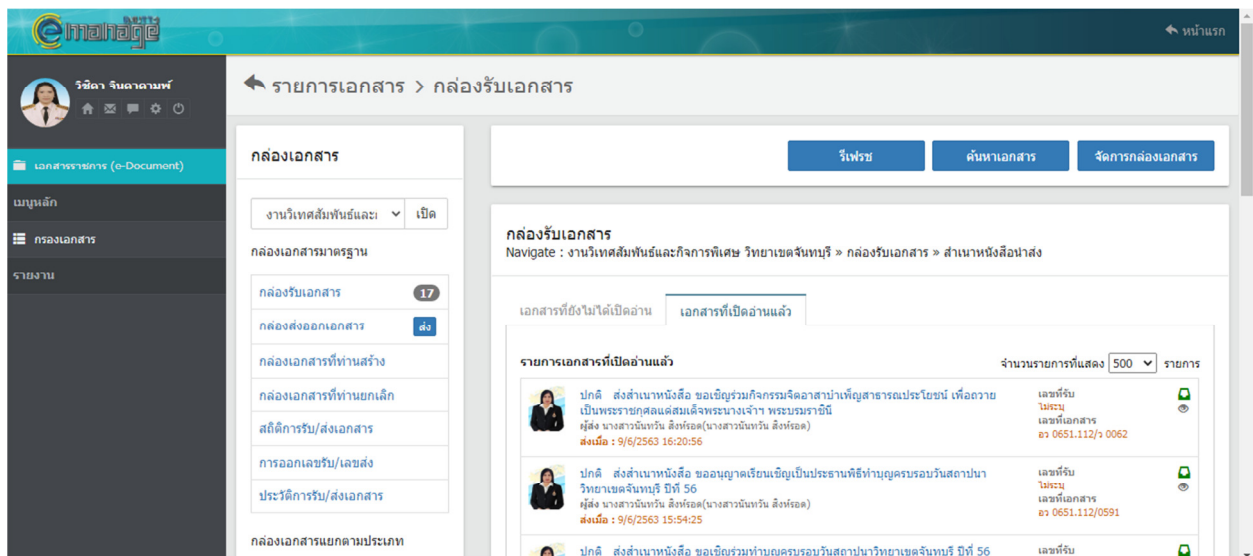 emanage
หน้าแรก
วิชิดา จินดาดามพ์
เอกสารราชการ (e-Document)
เมนูหลัก
กรองเอกสาร
รายงาน
รายการเอกสาร > กล่องรับเอกสาร
กล่องเอกสาร
งานวิเทศสัมพันธ์และ
เปิด
กล่องเอกสารมาตรฐาน
กล่องรับเอกสาร 17
กล่องส่งออกเอกสาร ส่ง
กล่องเอกสารที่ท่านสร้าง
กล่องเอกสารที่ท่านยกเลิก
สถิติการรับ/ส่งเอกสาร
การออกเลขรับ/เลขส่ง
ประวัติการรับ/ส่งเอกสาร
กล่องเอกสารแยกตามประเภท
รีเฟรช ค้นหาเอกสาร จัดการกล่องเอกสาร
กล่องรับเอกสาร
Navigate : งานวิเทศสัมพันธ์และกิจการพิเศษ วิทยาเขตจันทบุรี » กล่องรับเอกสาร » สำเนาหนังสือนำส่ง
เอกสารที่ยังไม่ได้เปิดอ่าน เอกสารที่เปิดอ่านแล้ว
รายการเอกสารที่เปิดอ่านแล้ว
จำนวนรายการที่แสดง 500 รายการ
ปกติ ส่งสำเนาหนังสือ ขอเชิญร่วมกิจกรรมจิตอาสาบำเพ็ญสาธารณประโยชน์ เพื่อถวาย
เป็นพระราชกุศลแด่สมเด็จพระนางเจ้าฯ พระบรมราชินี
ผู้ส่ง นางสาวนันทวัน สิงห์รอด(นางสาวนันทวัน สิงห์รอด)
ส่งเมื่อ : 9/6/2563 16:20:56
เลขที่รับ
ไม่ระบุ
เลขที่เอกสาร
อว 0651.112/ว 0062
ปกติ ส่งสำเนาหนังสือ ขออนุญาตเรียนเชิญเป็นประธานพิธีทำบุญครบรอบวันสถาปนา
วิทยาเขตจันทบุรี ปีที่ 56
ผู้ส่ง นางสาวนันทวัน สิงห์รอด(นางสาวนันทวัน สิงห์รอด)
ส่งเมื่อ : 9/6/2563 15:54:25
เลขที่รับ
ไม่ระบุ
เลขที่เอกสาร
อว 0651.112/0591
ปกติ ส่งสำเนาหนังสือ ขอเชิญร่วมทำบุญครบรอบวันสถาปนาวิทยาเขตจันทบุรี ปีที่ 56
เลขที่รับ